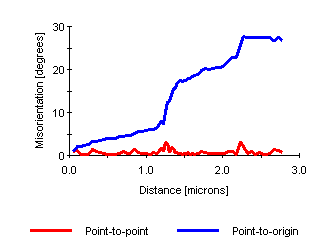 30
20
10
0
Misorientation [degrees]
0.0 1.0 2.0 3.0
Distance [microns]
Point-to-point Point-to-origin